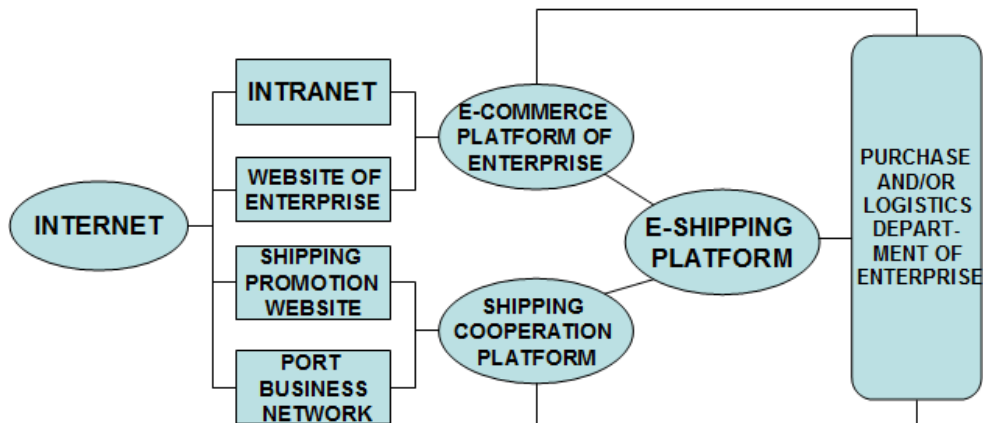 INTRANET
E-COMMERCE
PLATFORM OF
ENTERPRISE
WEBSITE OF
ENTERPRISE
INTERNET
SHIPPING
PROMOTION
WEBSITE
PORT
BUSINESS
NETWORK
SHIPPING
COOPERATION
PLATFORM
E-SHIPPING
PLATFORM
PURCHASE
AND/OR
LOGISTICS
DEPART-
MENT OF
ENTERPRISE